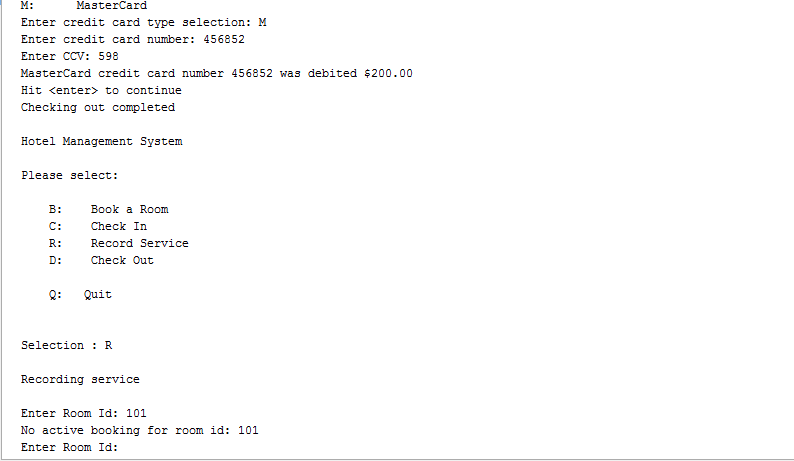 M: MasterCard
Enter credit card type selection: M
Enter credit card number: 456852
Enter CCV: 598
MasterCard credit card number 456852 was debited $200.00
Hit <enter> to continue
Checking out completed
Hotel Management System
Please select:
B: Book a Room
C: Check In
R: Record Service
D: Check Out
Q: Quit
Selection : R
Recording service
Enter Room Id: 101
No active booking for room id: 101
Enter Room Id: